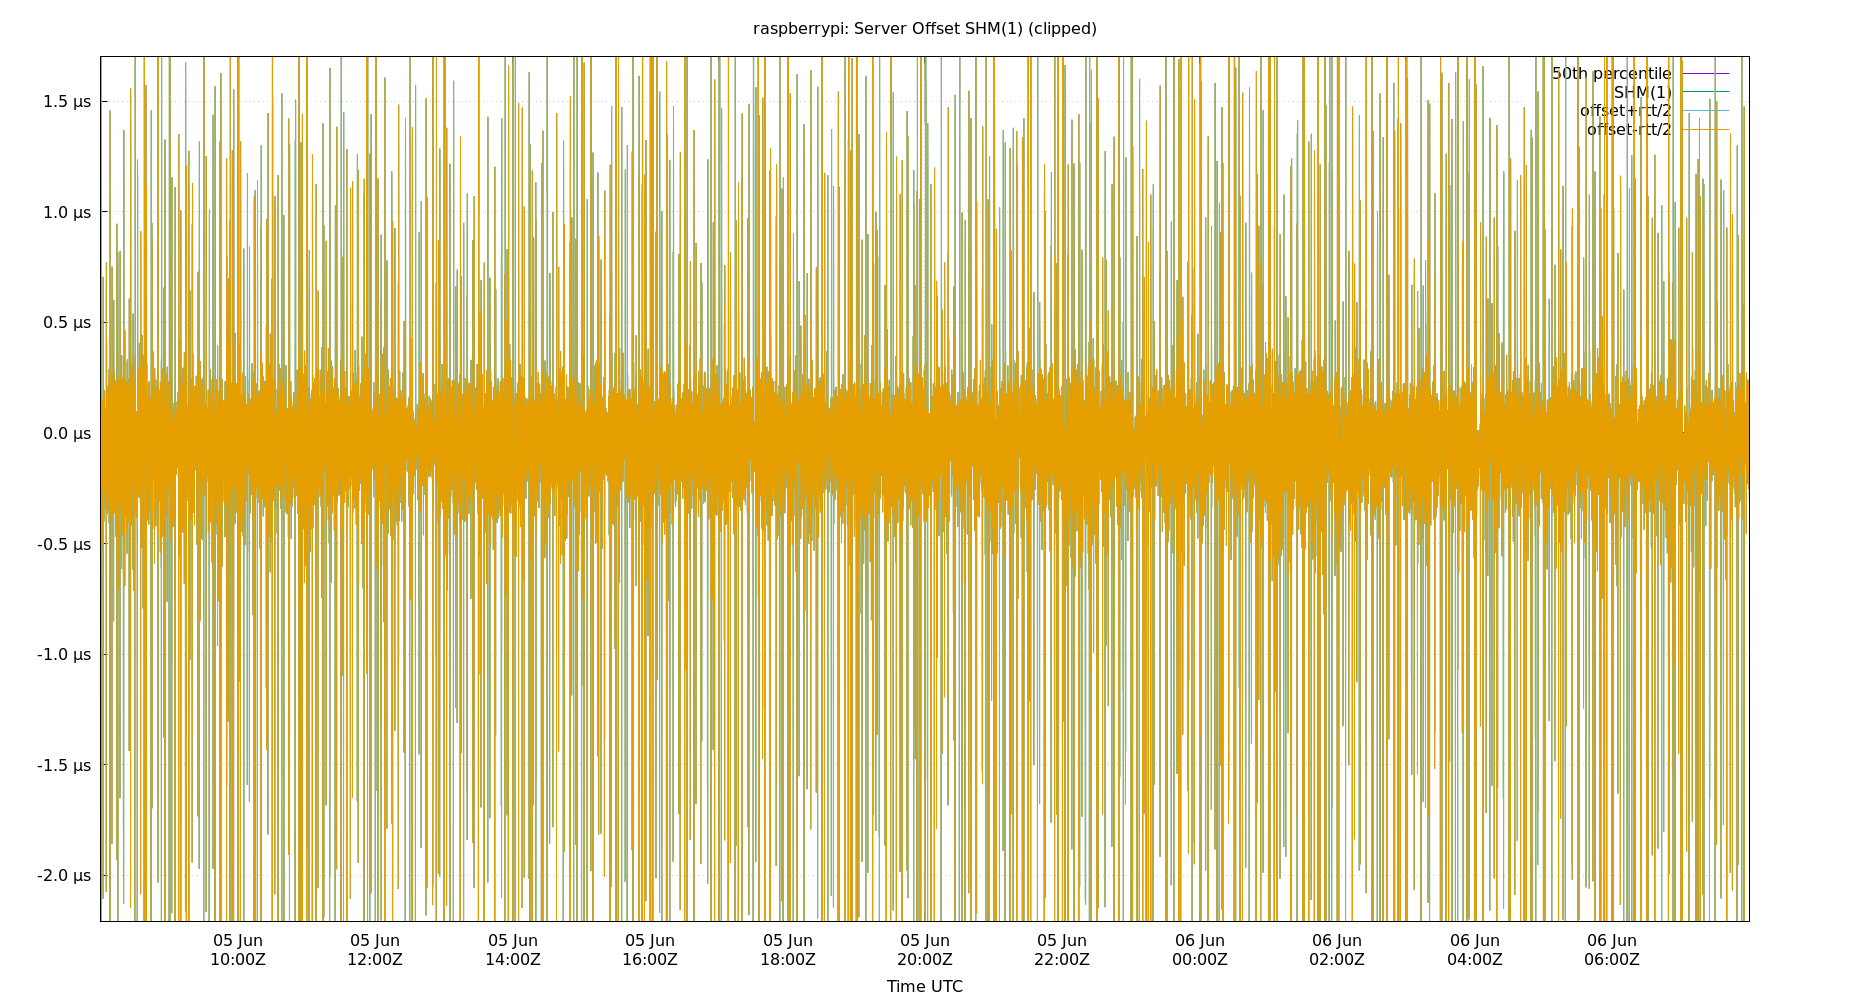 raspberrypi: Server Offset SHM(1) (clipped)
50th percentile
SHM(1)
offset+rtt/2
offset-rtt/2
1.5 µs
1.0 µs
0.5 µs
0.0 µs
-0.5 µs
-1.0 µs
-1.5 µs
-2.0 µs
05 Jun 05 Jun 05 Jun 05 Jun 05 Jun 05 Jun 05 Jun 06 Jun 06 Jun 06 Jun 06 Jun
10:00Z 12:00Z 14:00Z 16:00Z 18:00Z 20:00Z 22:00Z 00:00Z 02:00Z 04:00Z 06:00Z
Time UTC